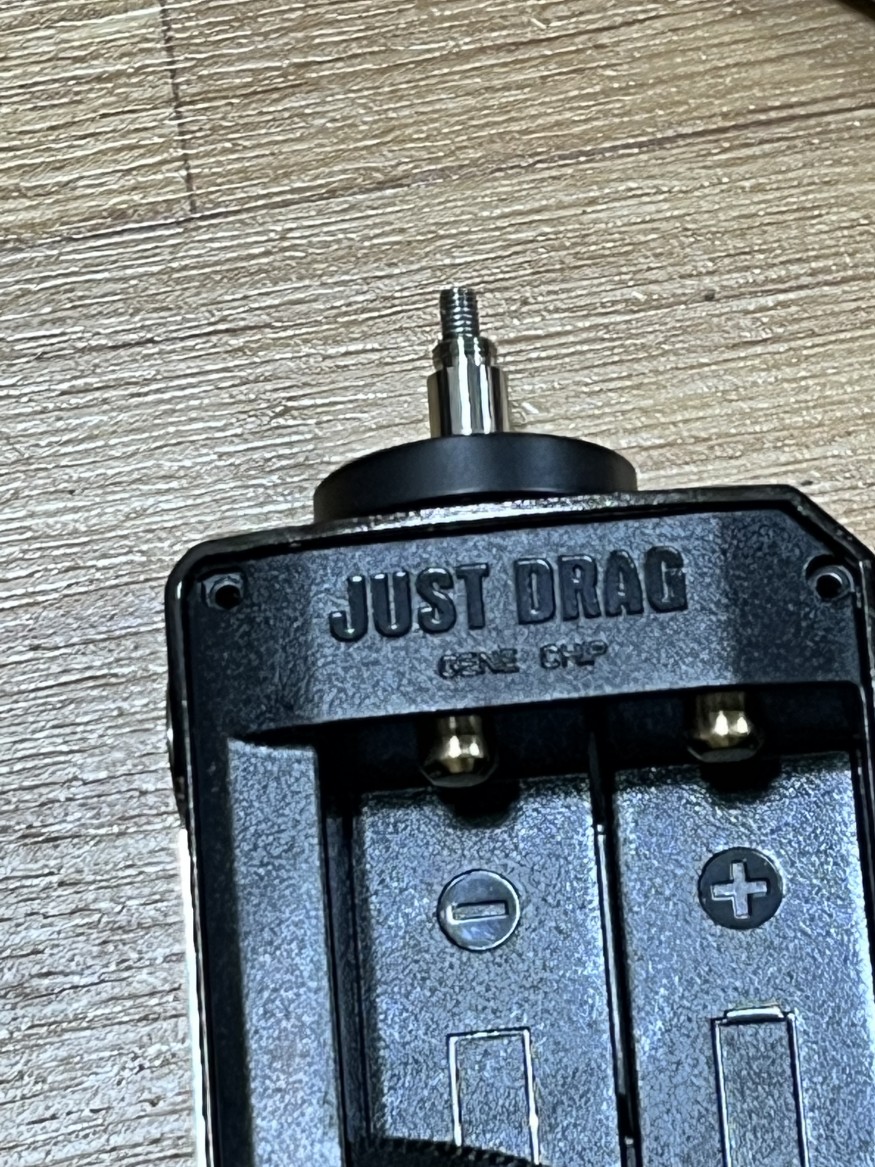 JUST DRAG
GENE CHIP
- +